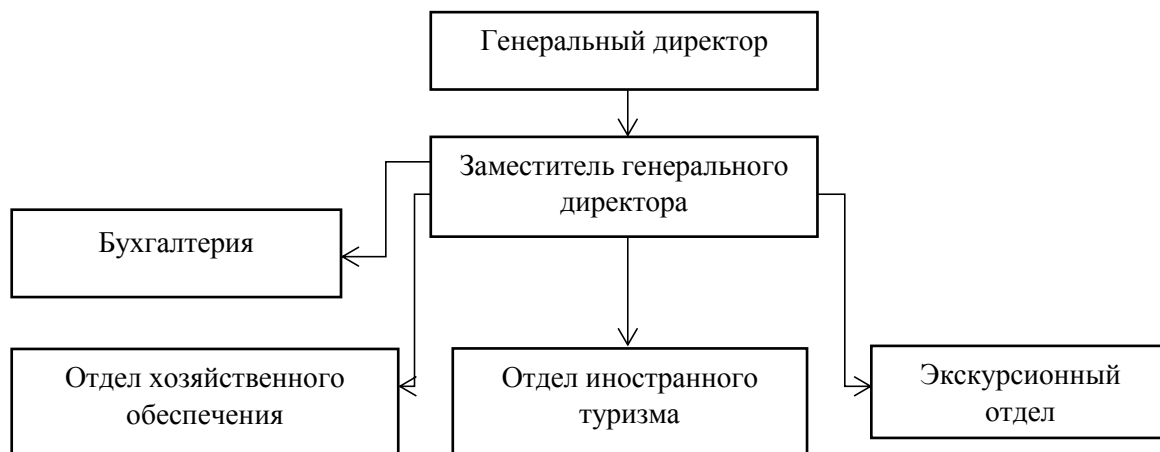 Генеральный директор
Заместитель генерального
директора
Бухгалтерия
Отдел хозяйственного
обеспечения
Отдел иностранного
туризма
Экскурсионный
отдел